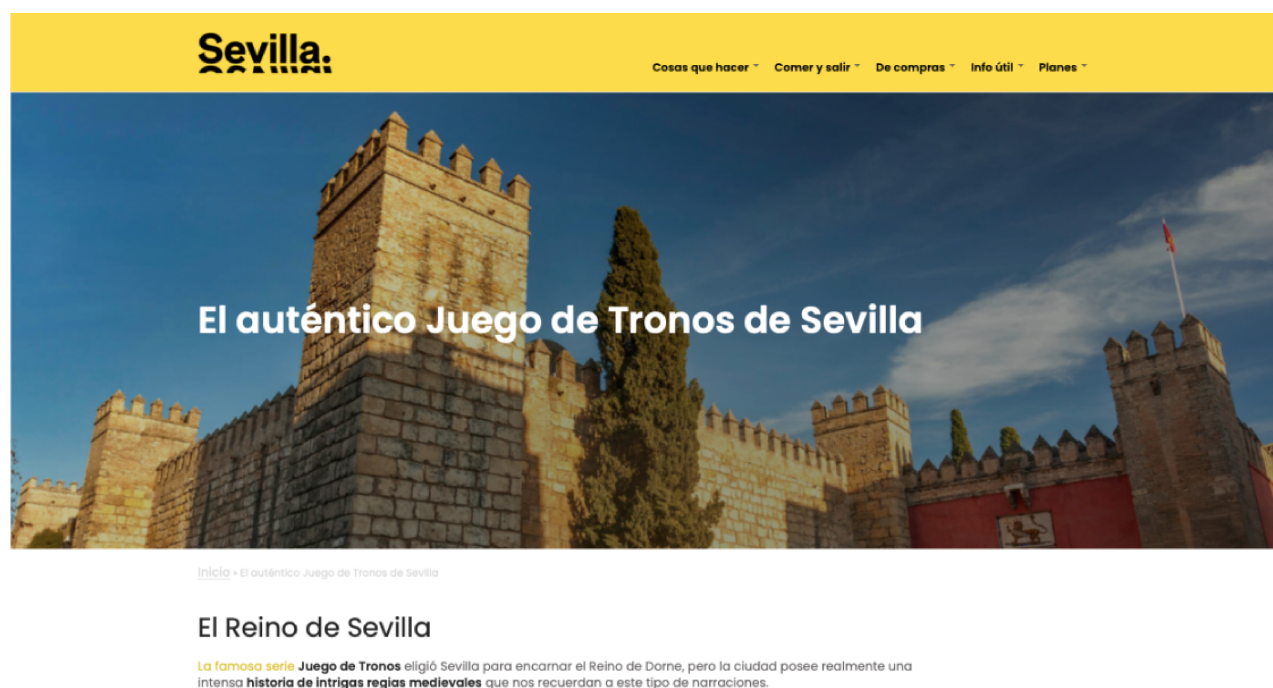 Sevilla.
Cosas que hacer Comer y salir De compras Info útil Planes
El auténtico Juego de Tronos de Sevilla
Inicio » El auténtico Juego de Tronos de Sevilla
El Reino de Sevilla
La famosa serie Juego de Tronos eligió Sevilla para encarnar el Reino de Dorne, pero la ciudad posee realmente una
intensa historia de intrigas regias medievales que nos recuerdan a este tipo de narraciones.